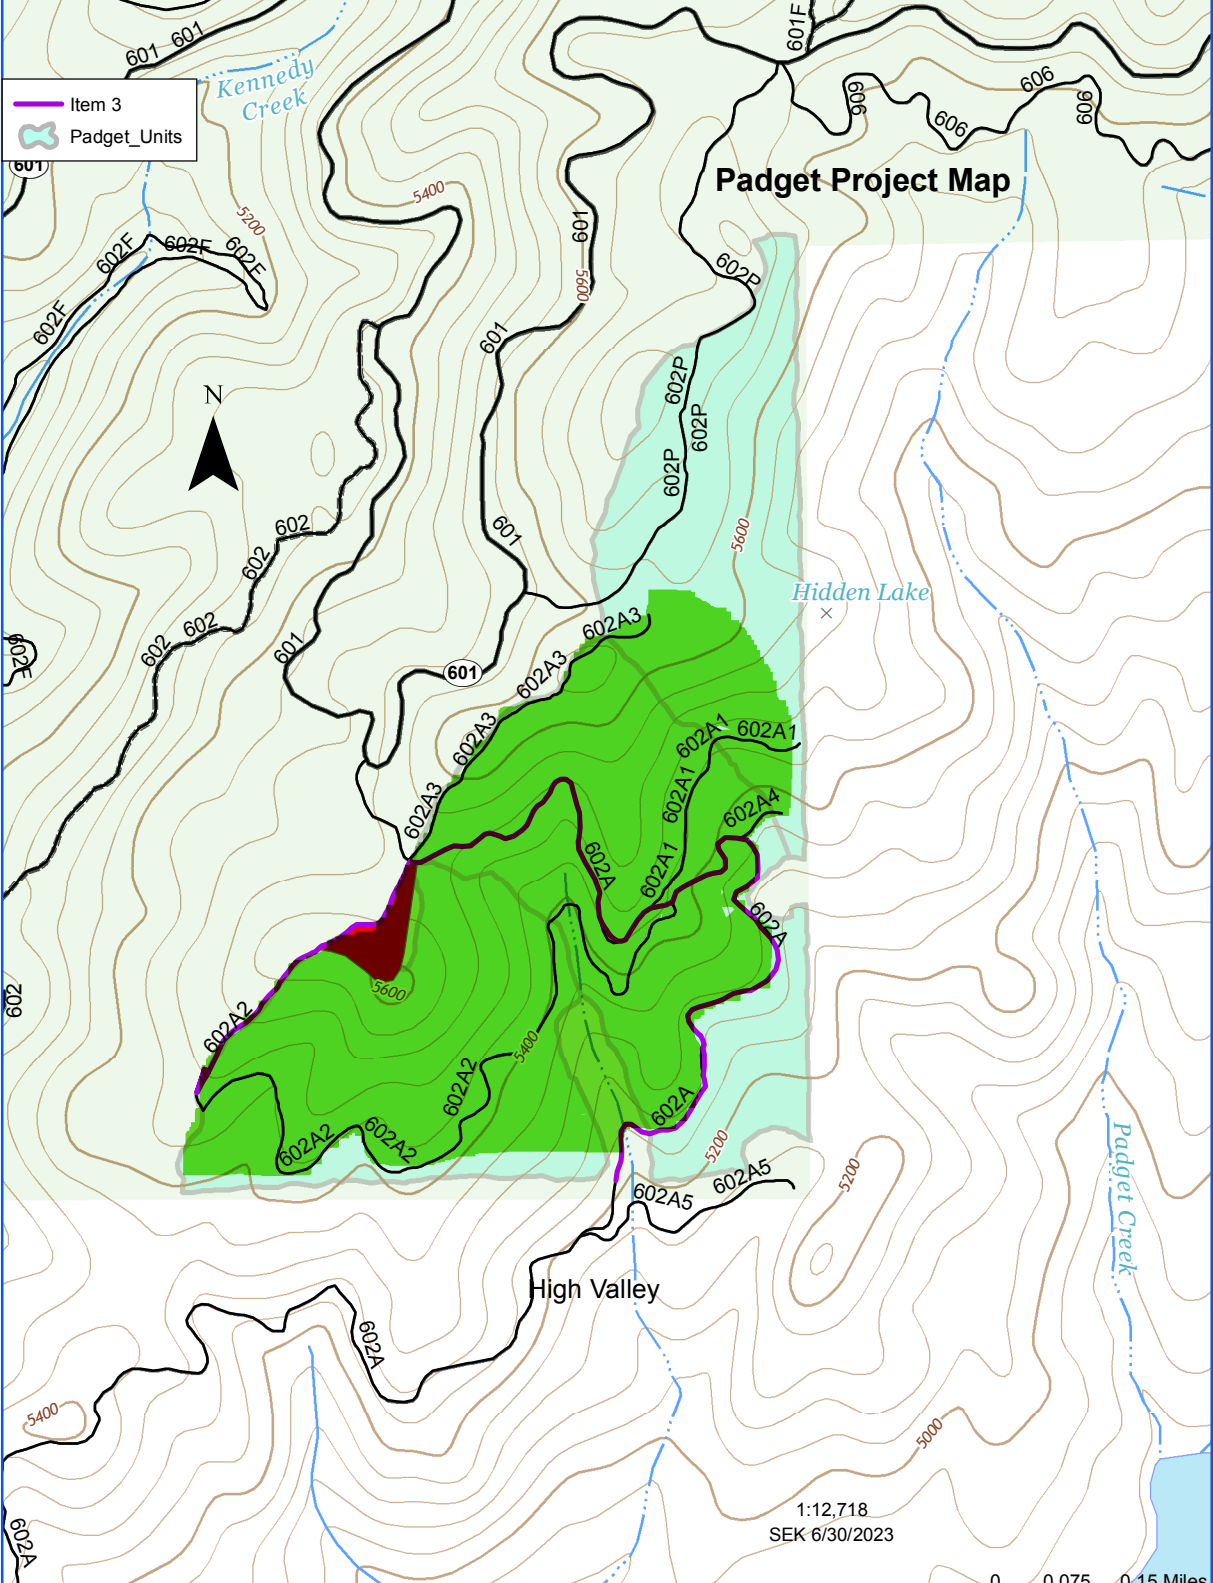 601
601
601F
Kennedy
Creek
Item 3
Padget_Units
601
606
606
606
606
Padget Project Map
5400
5200
601
602F
602F
602F
602F
5600
602P
601
N
602P
602P
602P
602
602
601
5600
Hidden Lake
602A3
602
602
601
602F
601
602A3
602A3
602A1
602A1
602A1
602A3
602A4
602A
602A1
602A
5600
602
602A2
5400
602A2
602A
602A2
602A2
5200
5200
602A5
602A5
Padget Creek
High Valley
602A
5400
5000
1:12,718
SEK 6/30/2023
602A
0 0.075 0.15 Miles